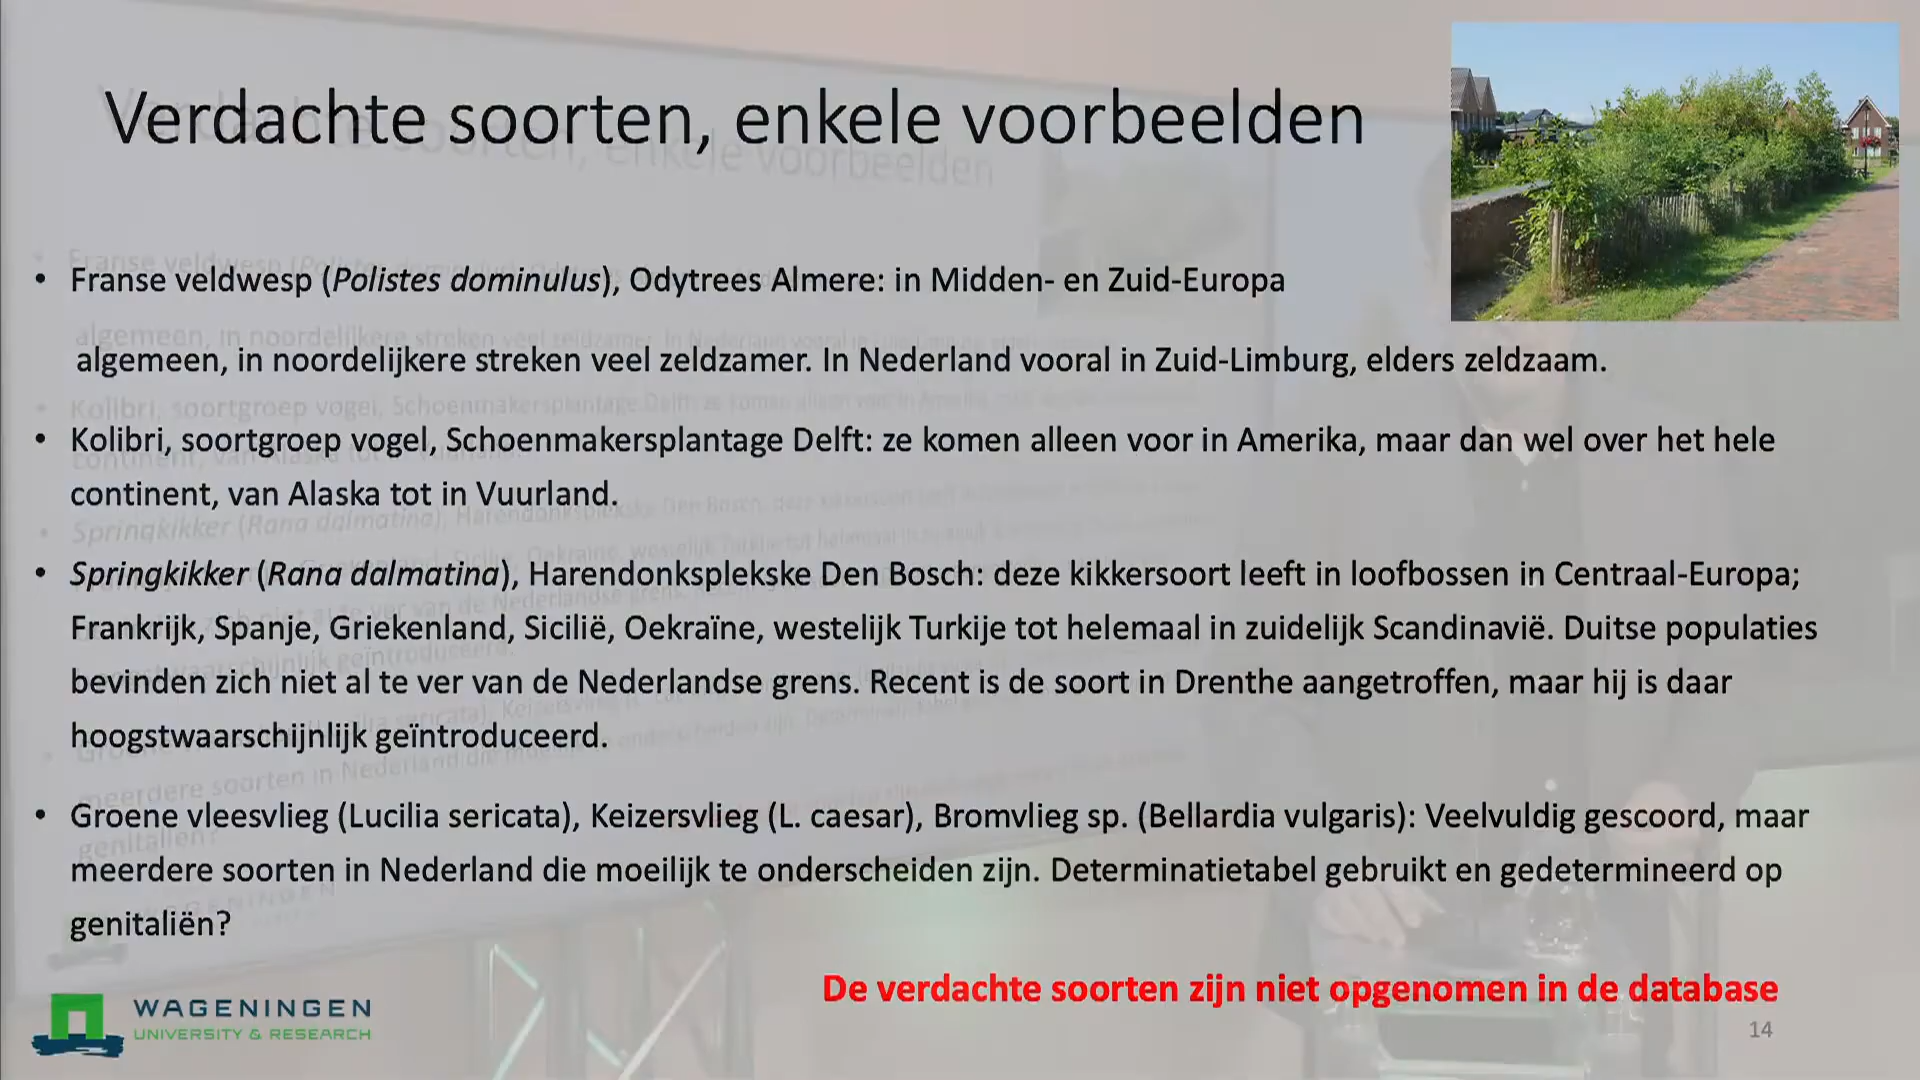 Verdachte soorten, enkele voorbeelden
• Franse veldwesp (Polistes dominulus), Odytrees Almere: in Midden- en Zuid-Europa
algemeen, in noordelijkere streken veel zeldzamer. In Nederland vooral in Zuid-Limburg, elders zeldzaam.
• Kolibri, soortgroep vogel, Schoenmakersplantage Delft: ze komen alleen voor in Amerika, maar dan wel over het hele
continent, van Alaska tot in Vuurland.
• Springkikker (Rana dalmatina), Harendonksplekske Den Bosch: deze kikkersoort leeft in loofbossen in Centraal-Europa;
Frankrijk, Spanje, Griekenland, Sicilië, Oekraïne, westelijk Turkije tot helemaal in zuidelijk Scandinavië. Duitse populaties
bevinden zich niet al te ver van de Nederlandse grens. Recent is de soort in Drenthe aangetroffen, maar hij is daar
hoogstwaarschijnlijk geïntroduceerd.
• Groene vleesvlieg (Lucilia sericata), Keizersvlieg (L. caesar), Bromvlieg sp. (Bellardia vulgaris): Veelvuldig gescoord, maar
meerdere soorten in Nederland die moeilijk te onderscheiden zijn. Determinatietabel gebruikt en gedetermineerd op
genitaliën?
De verdachte soorten zijn niet opgenomen in de database
WAGENINGEN
UNIVERSITY & RESEARCH
14